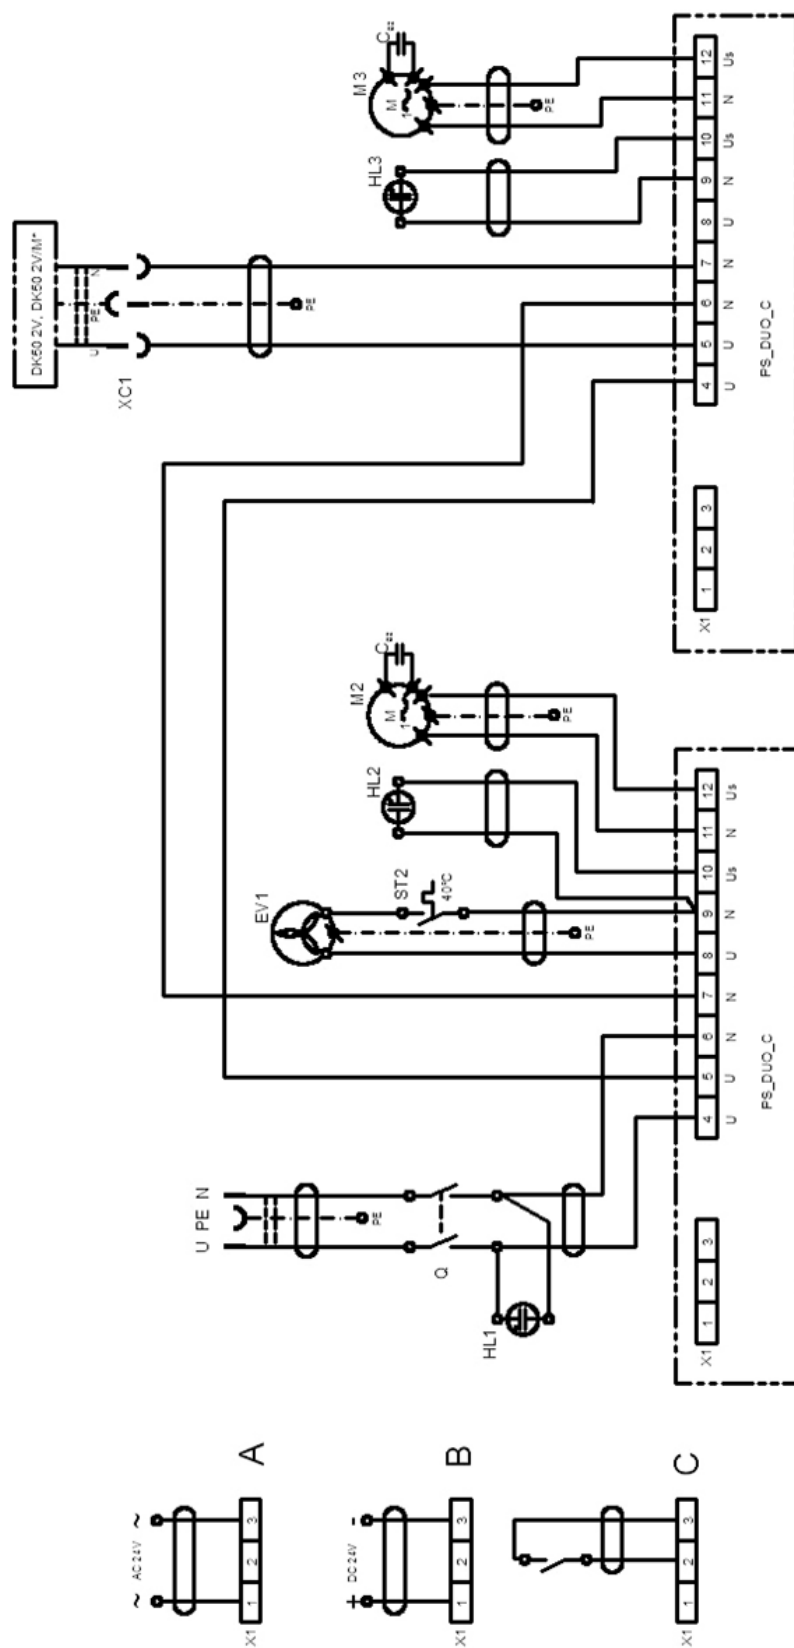 ~ AC 24V ~
X1 1 2 3
A
+ DC 24V -
X1 1 2 3
B
X1 1 2 3
C
U PE N
PE
Q
HL1
EV1
ST2
40°C
PE
HL2
M2
M
1~
PE
X1 1 2 3
4 5 6 7 8 9 10 11 12
U U N N U N Us N Us
PS_DUO_C
DK50 2V, DK50 2V/M*
U PE N
XC1
PE
HL3
M3
M
1~
PE
X1 1 2 3
4 5 6 7 8 9 10 11 12
U U N N U N Us N Us
PS_DUO_C